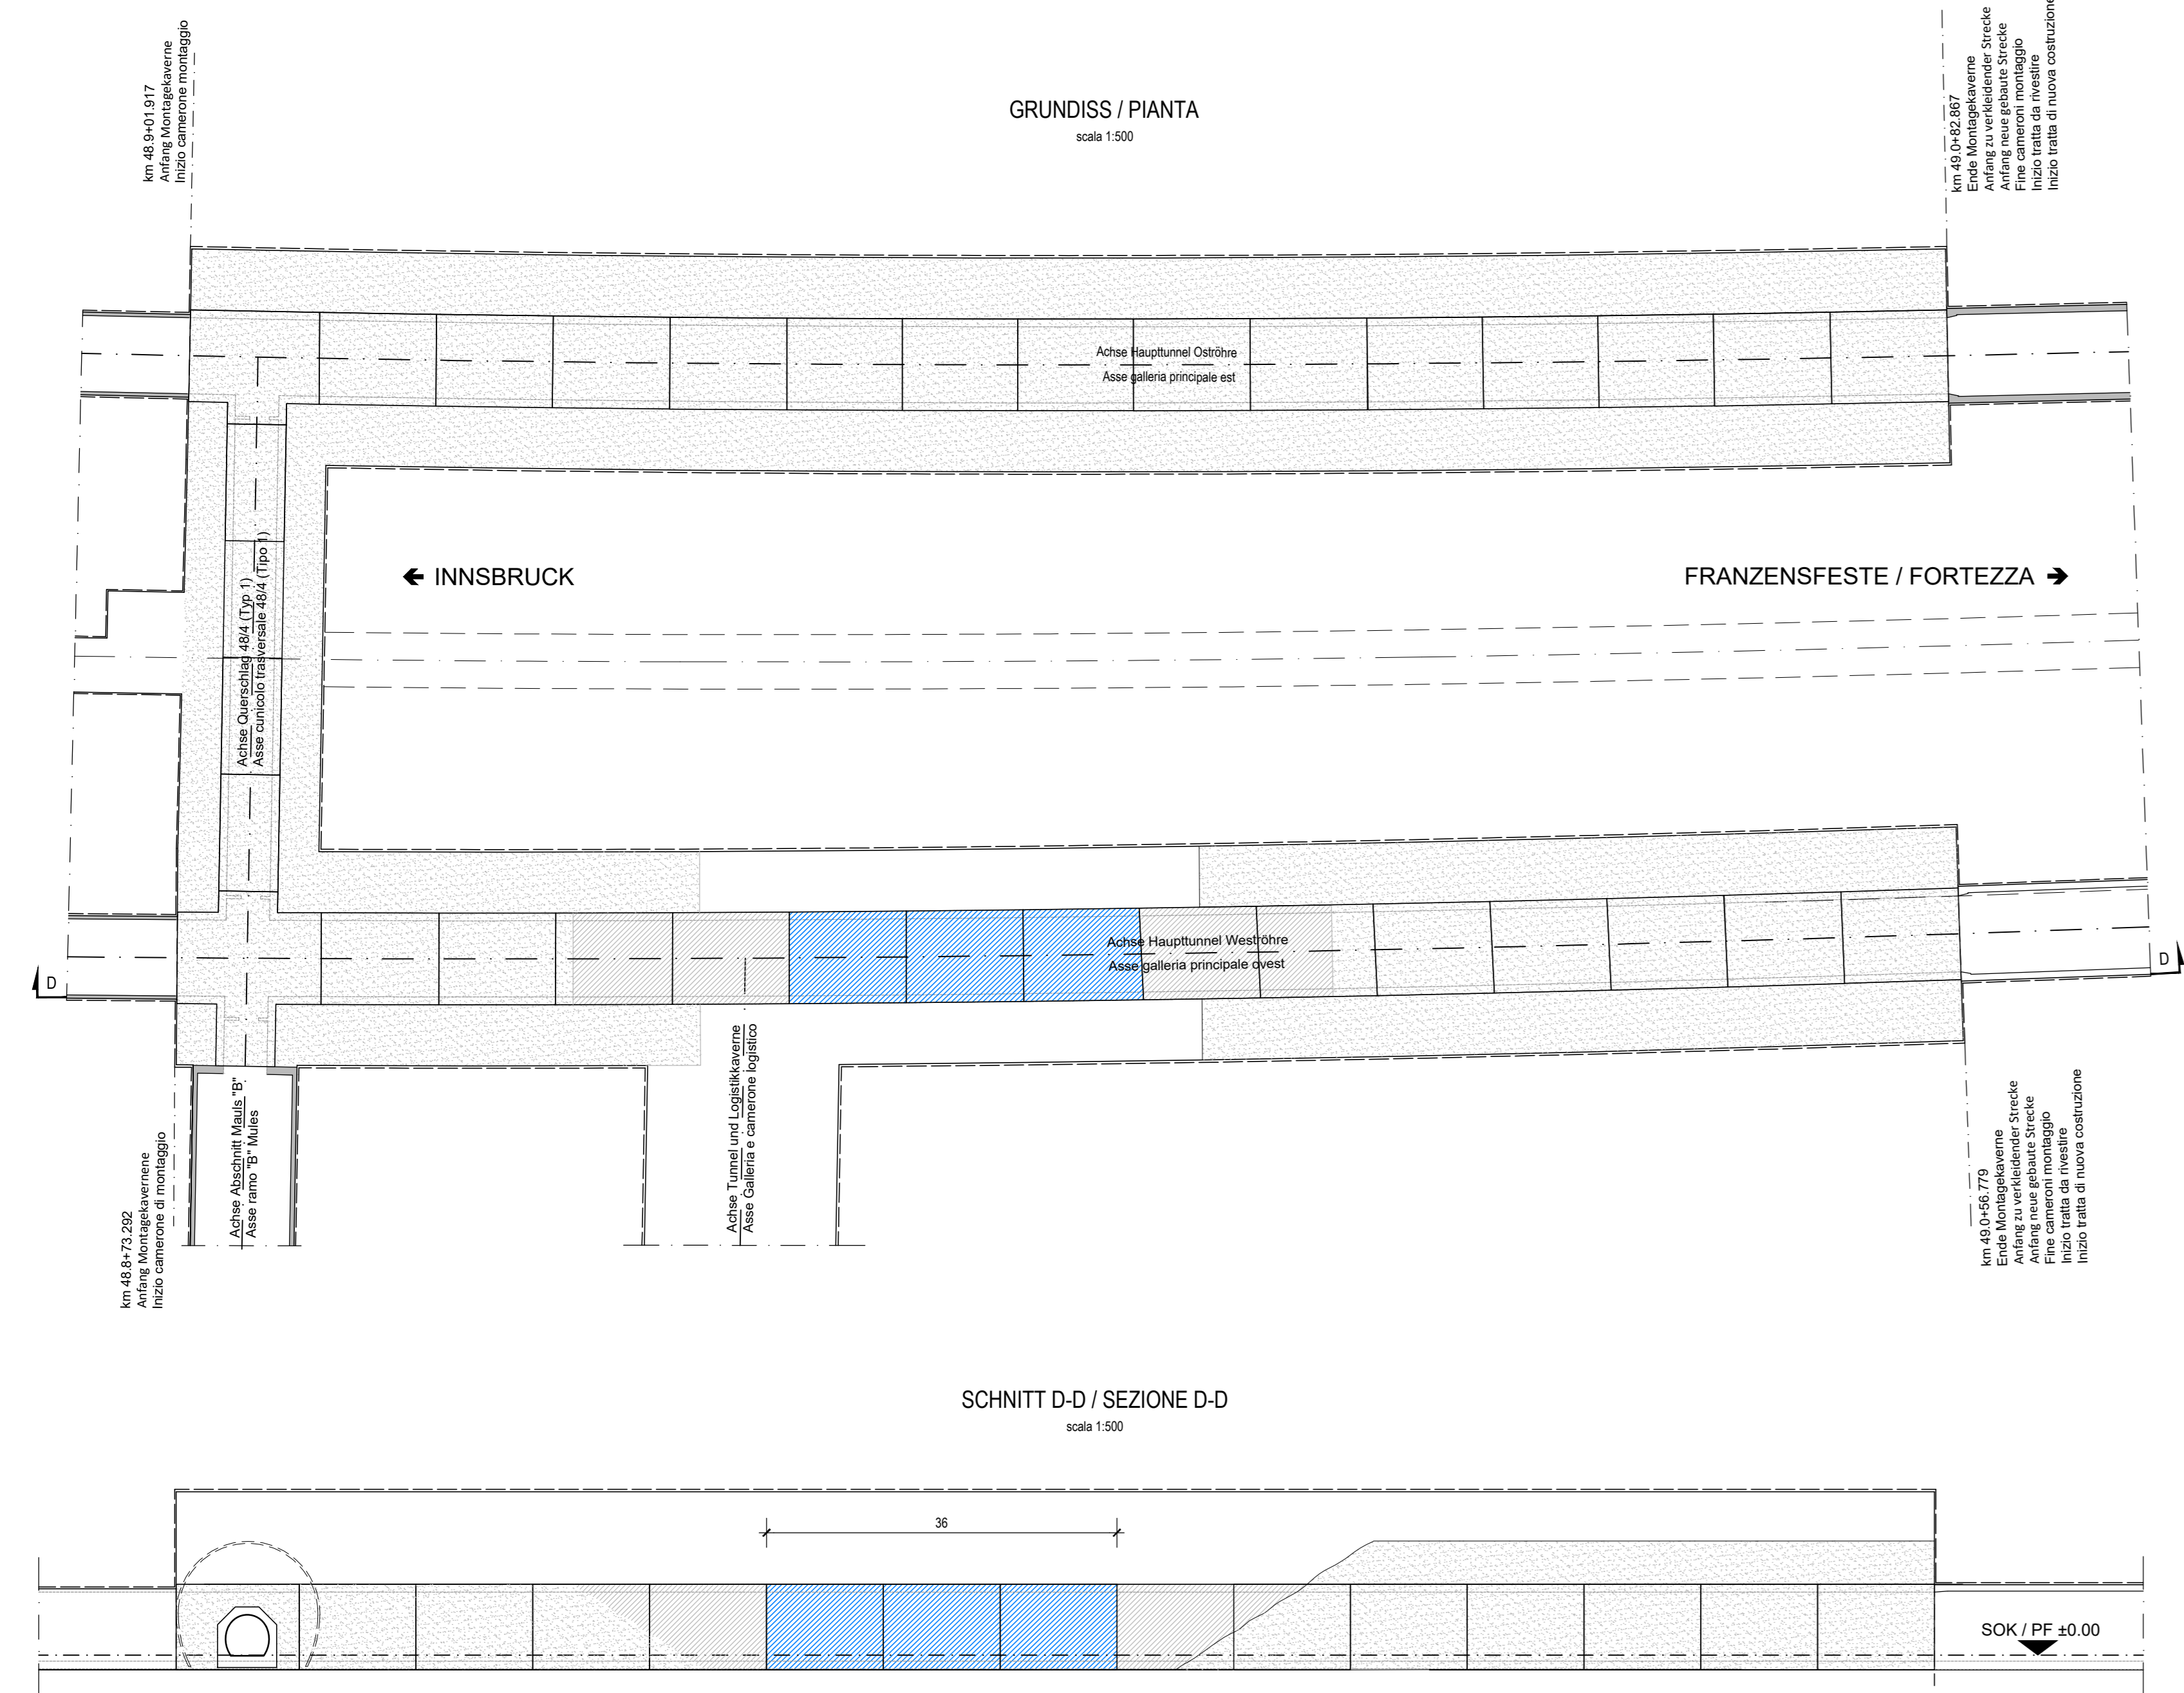 km 48.9+01.917
Anfang Montagekaverne
Inizio camerone montaggio
GRUNDISS / PIANTA
scala 1:500
km 49.0+82.867
Ende Montagekaverne
Anfang zu verkleidender Strecke
Anfang neue gebaute Strecke
Fine cameroni montaggio
Inizio tratta da rivestire
Inizio tratta di nuova costruzione
Achse Haupttunnel Oströhre
Asse galleria principale est
Achse Querschlag 48/4 (Typ 1)
Asse cunicolo trasversale 48/4 (Tipo 1)
← INNSBRUCK
FRANZENSFESTE / FORTEZZA →
D
Achse Haupttunnel Weströhre
Asse galleria principale ovest
D
km 48.8+73.292
Anfang Montagekavernene
Inizio camerone di montaggio
Achse Abschnitt Mauls "B"
Asse ramo "B" Mules
Achse Tunnel und Logistikkaverne
Asse Galleria e camerone logistico
km 49.0+56.779
Ende Montagekaverne
Anfang zu verkleidender Strecke
Anfang neue gebaute Strecke
Fine cameroni montaggio
Inizio tratta da rivestire
Inizio tratta di nuova costruzione
SCHNITT D-D / SEZIONE D-D
scala 1:500
36
SOK / PF ±0.00